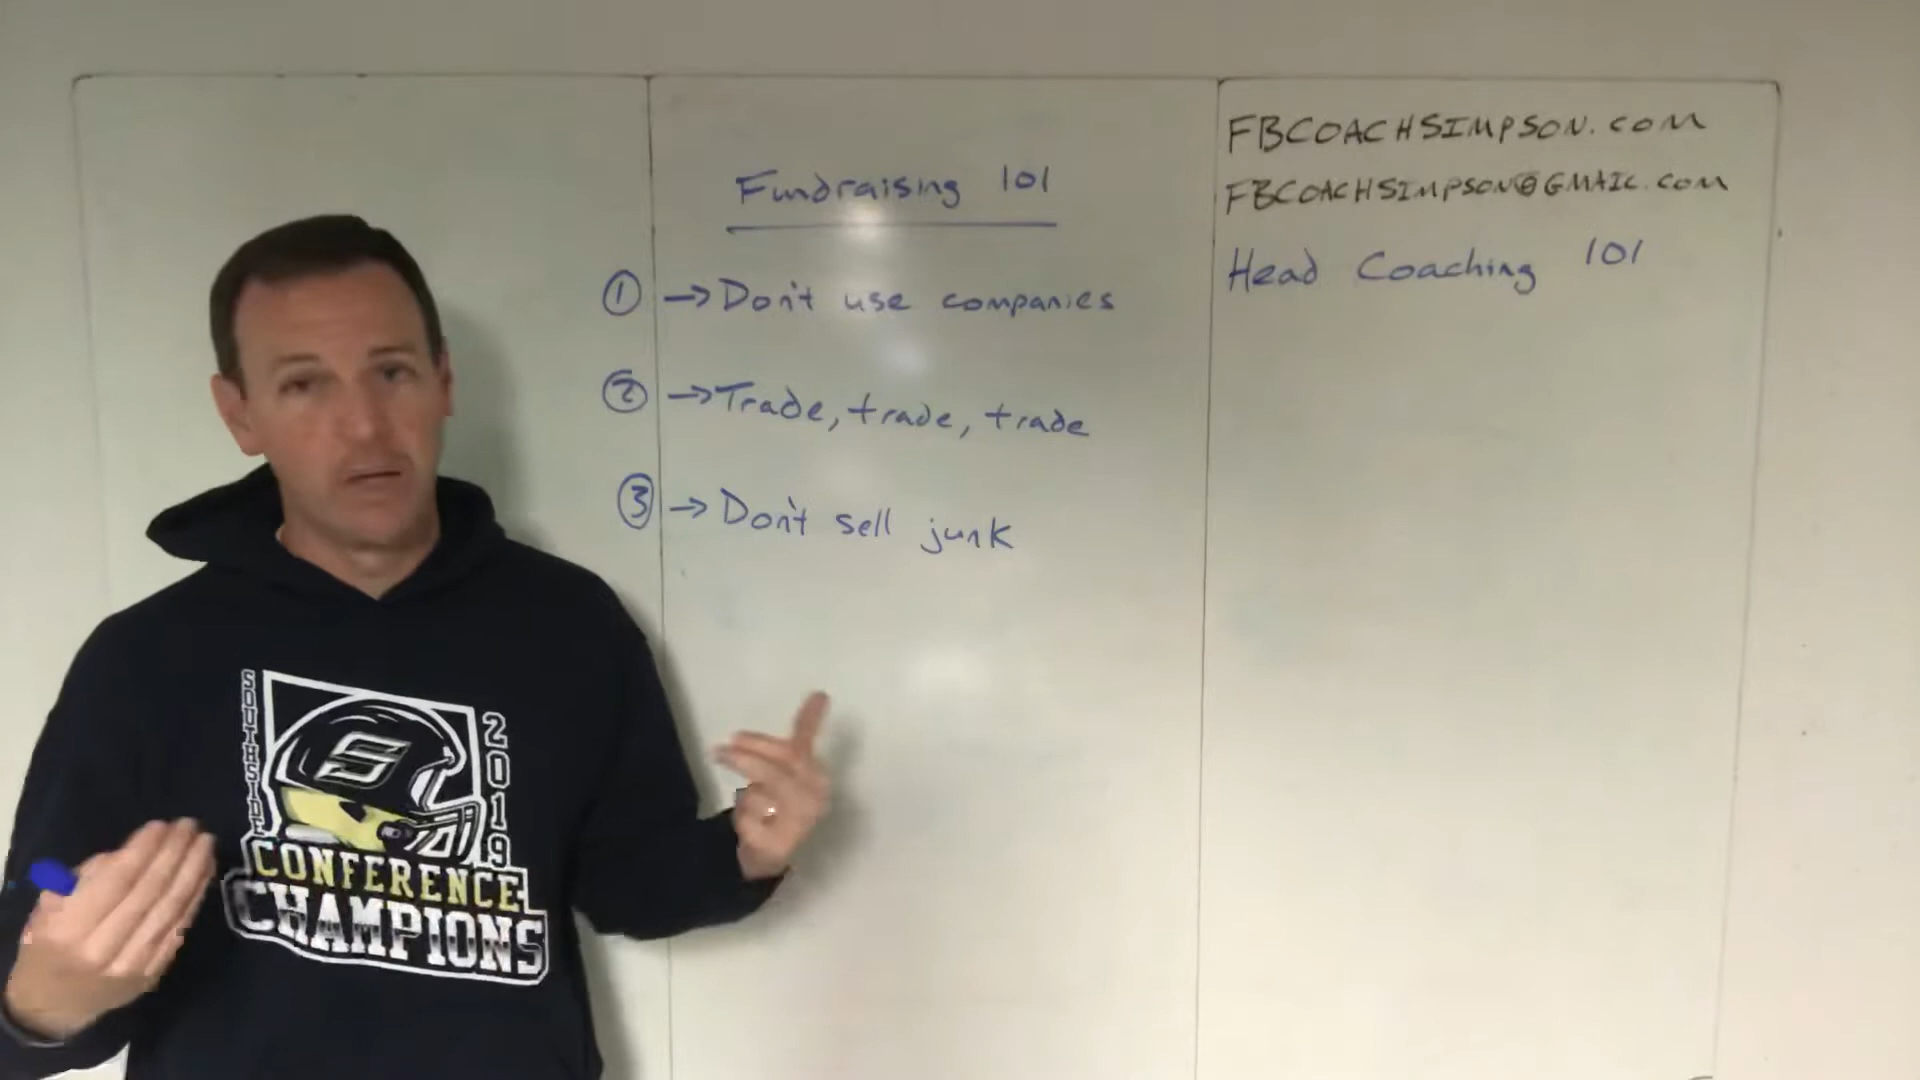 Fundraising 101
① → Don't use companies
② → Trade, trade, trade
③ → Don't sell junk
FBCOACHSIMPSON.COM
FBCOACHSIMPSON@GMAIL.COM
Head Coaching 101
SOUTHSIDE
S
2019
CONFERENCE
CHAMPIONS